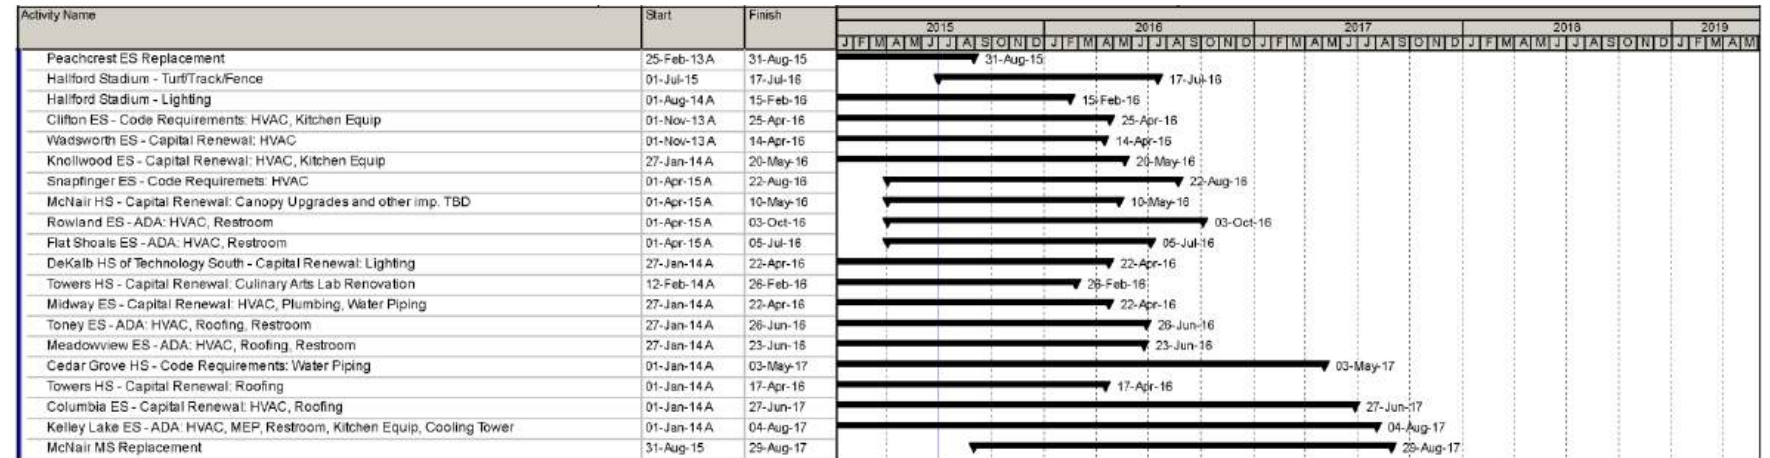 Activity Name Start Finish 2015 2016 2017 2018 2019
J F M A M J J A S O N D J F M A M J J A S O N D J F M A M J J A S O N D J F M A M J J A S O N D J F M A M
Peachcrest ES Replacement 25-Feb-13 A 31-Aug-15 31-Aug-15
Hallford Stadium - Turf/Track/Fence 01-Jul-15 17-Jul-16 17-Jul-16
Hallford Stadium - Lighting 01-Aug-14 A 15-Feb-16 15-Feb-16
Clifton ES - Code Requirements: HVAC, Kitchen Equip 01-Nov-13 A 25-Apr-16 25-Apr-16
Wadsworth ES - Capital Renewal: HVAC 01-Nov-13 A 14-Apr-16 14-Apr-16
Knollwood ES - Capital Renewal: HVAC, Kitchen Equip 27-Jan-14 A 20-May-16 20-May-16
Snapfinger ES - Code Requiremets: HVAC 01-Apr-15 A 22-Aug-16 22-Aug-16
McNair HS - Capital Renewal: Canopy Upgrades and other imp. TBD 01-Apr-15 A 10-May-16 10-May-16
Rowland ES - ADA: HVAC, Restroom 01-Apr-15 A 03-Oct-16 03-Oct-16
Flat Shoals ES - ADA: HVAC, Restroom 01-Apr-15 A 05-Jul-16 05-Jul-16
DeKalb HS of Technology South - Capital Renewal: Lighting 27-Jan-14 A 22-Apr-16 22-Apr-16
Towers HS - Capital Renewal: Culinary Arts Lab Renovation 12-Feb-14 A 26-Feb-16 26-Feb-16
Midway ES - Capital Renewal: HVAC, Plumbing, Water Piping 27-Jan-14 A 22-Apr-16 22-Apr-16
Toney ES - ADA: HVAC, Roofing, Restroom 27-Jan-14 A 26-Jun-16 26-Jun-16
Meadowview ES - ADA: HVAC, Roofing, Restroom 27-Jan-14 A 23-Jun-16 23-Jun-16
Cedar Grove HS - Code Requirements: Water Piping 01-Jan-14 A 03-May-17 03-May-17
Towers HS - Capital Renewal: Roofing 01-Jan-14 A 17-Apr-16 17-Apr-16
Columbia ES - Capital Renewal: HVAC, Roofing 01-Jan-14 A 27-Jun-17 27-Jun-17
Kelley Lake ES - ADA: HVAC, MEP, Restroom, Kitchen Equip, Cooling Tower 01-Jan-14 A 04-Aug-17 04-Aug-17
McNair MS Replacement 31-Aug-15 29-Aug-17 29-Aug-17